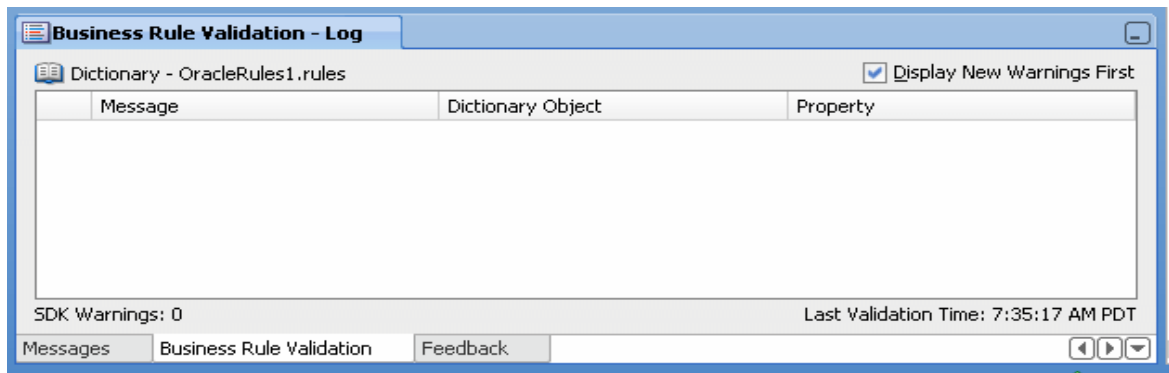 Business Rule Validation - Log
Dictionary - OracleRules1.rules Display New Warnings First
Message Dictionary Object Property
SDK Warnings: 0 Last Validation Time: 7:35:17 AM PDT
Messages Business Rule Validation Feedback